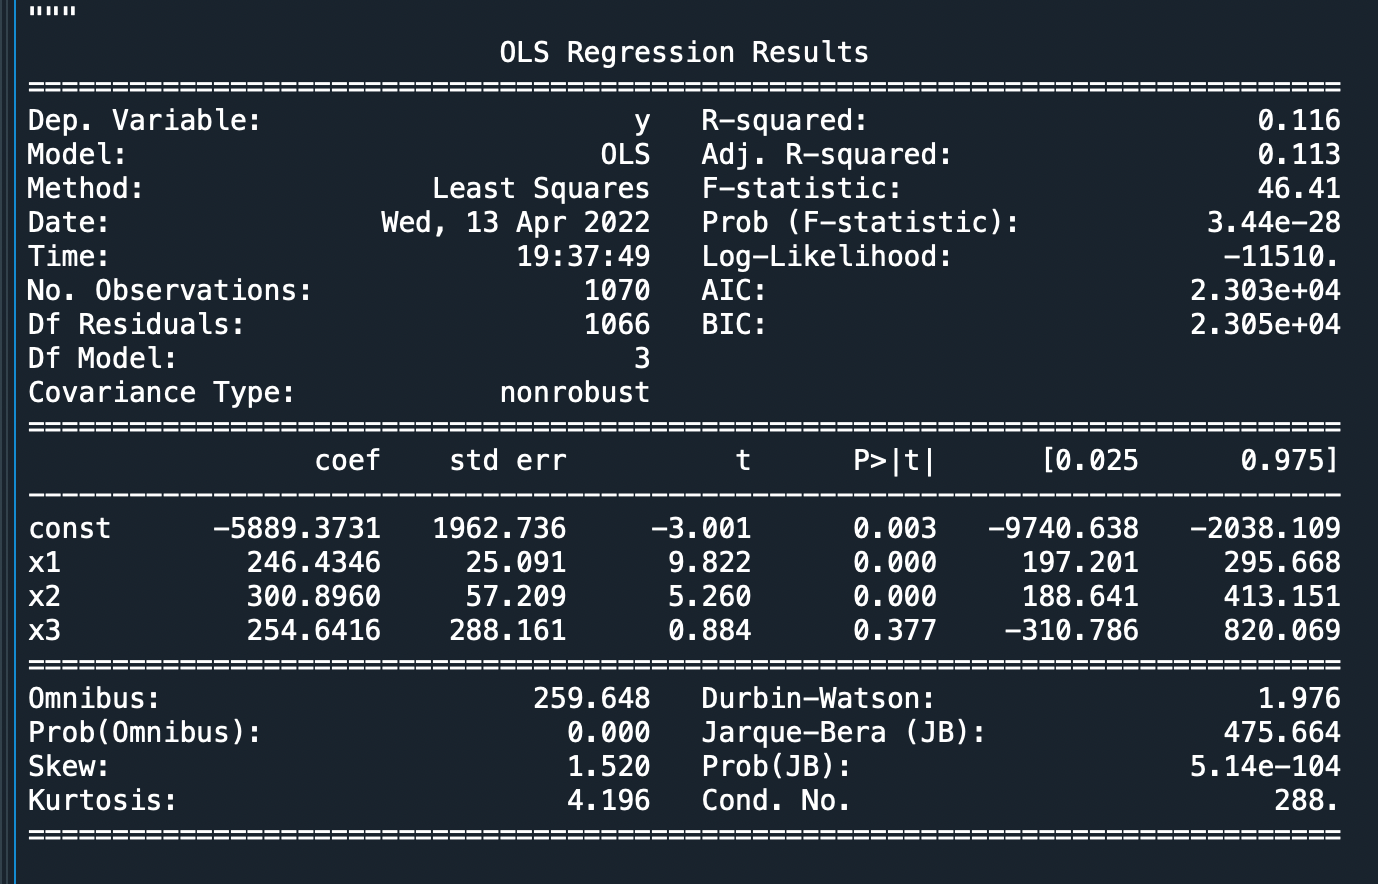 """
OLS Regression Results
==============================================================================
Dep. Variable:                      y   R-squared:                       0.116
Model:                            OLS   Adj. R-squared:                  0.113
Method:                 Least Squares   F-statistic:                     46.41
Date:                Wed, 13 Apr 2022   Prob (F-statistic):           3.44e-28
Time:                        19:37:49   Log-Likelihood:                -11510.
No. Observations:                1070   AIC:                         2.303e+04
Df Residuals:                    1066   BIC:                         2.305e+04
Df Model:                           3
Covariance Type:            nonrobust
==============================================================================
                 coef    std err          t      P>|t|      [0.025      0.975]
------------------------------------------------------------------------------
const      -5889.3731   1962.736     -3.001      0.003   -9740.638   -2038.109
x1           246.4346     25.091      9.822      0.000     197.201     295.668
x2           300.8960     57.209      5.260      0.000     188.641     413.151
x3           254.6416    288.161      0.884      0.377    -310.786     820.069
==============================================================================
Omnibus:                      259.648   Durbin-Watson:                   1.976
Prob(Omnibus):                  0.000   Jarque-Bera (JB):              475.664
Skew:                           1.520   Prob(JB):                    5.14e-104
Kurtosis:                       4.196   Cond. No.                         288.
==============================================================================